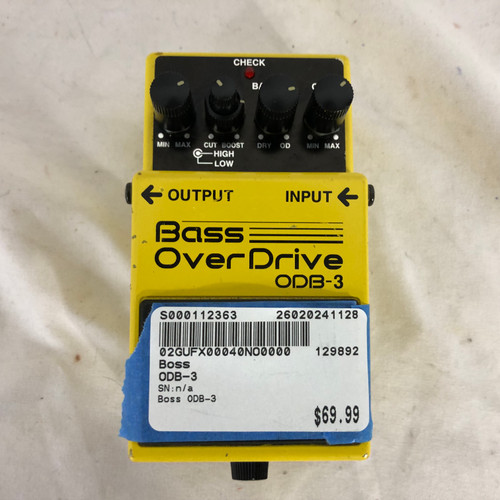 CHECK
MIN MAX CUT BOOST DRY OD MIN MAX
HIGH
LOW
OUTPUT INPUT
Bass
OverDrive
ODB-3
S000112363 26020241128
02GUFX00040NO0000 129892
Boss
ODB-3
SN:n/a
Boss ODB-3
$69.99